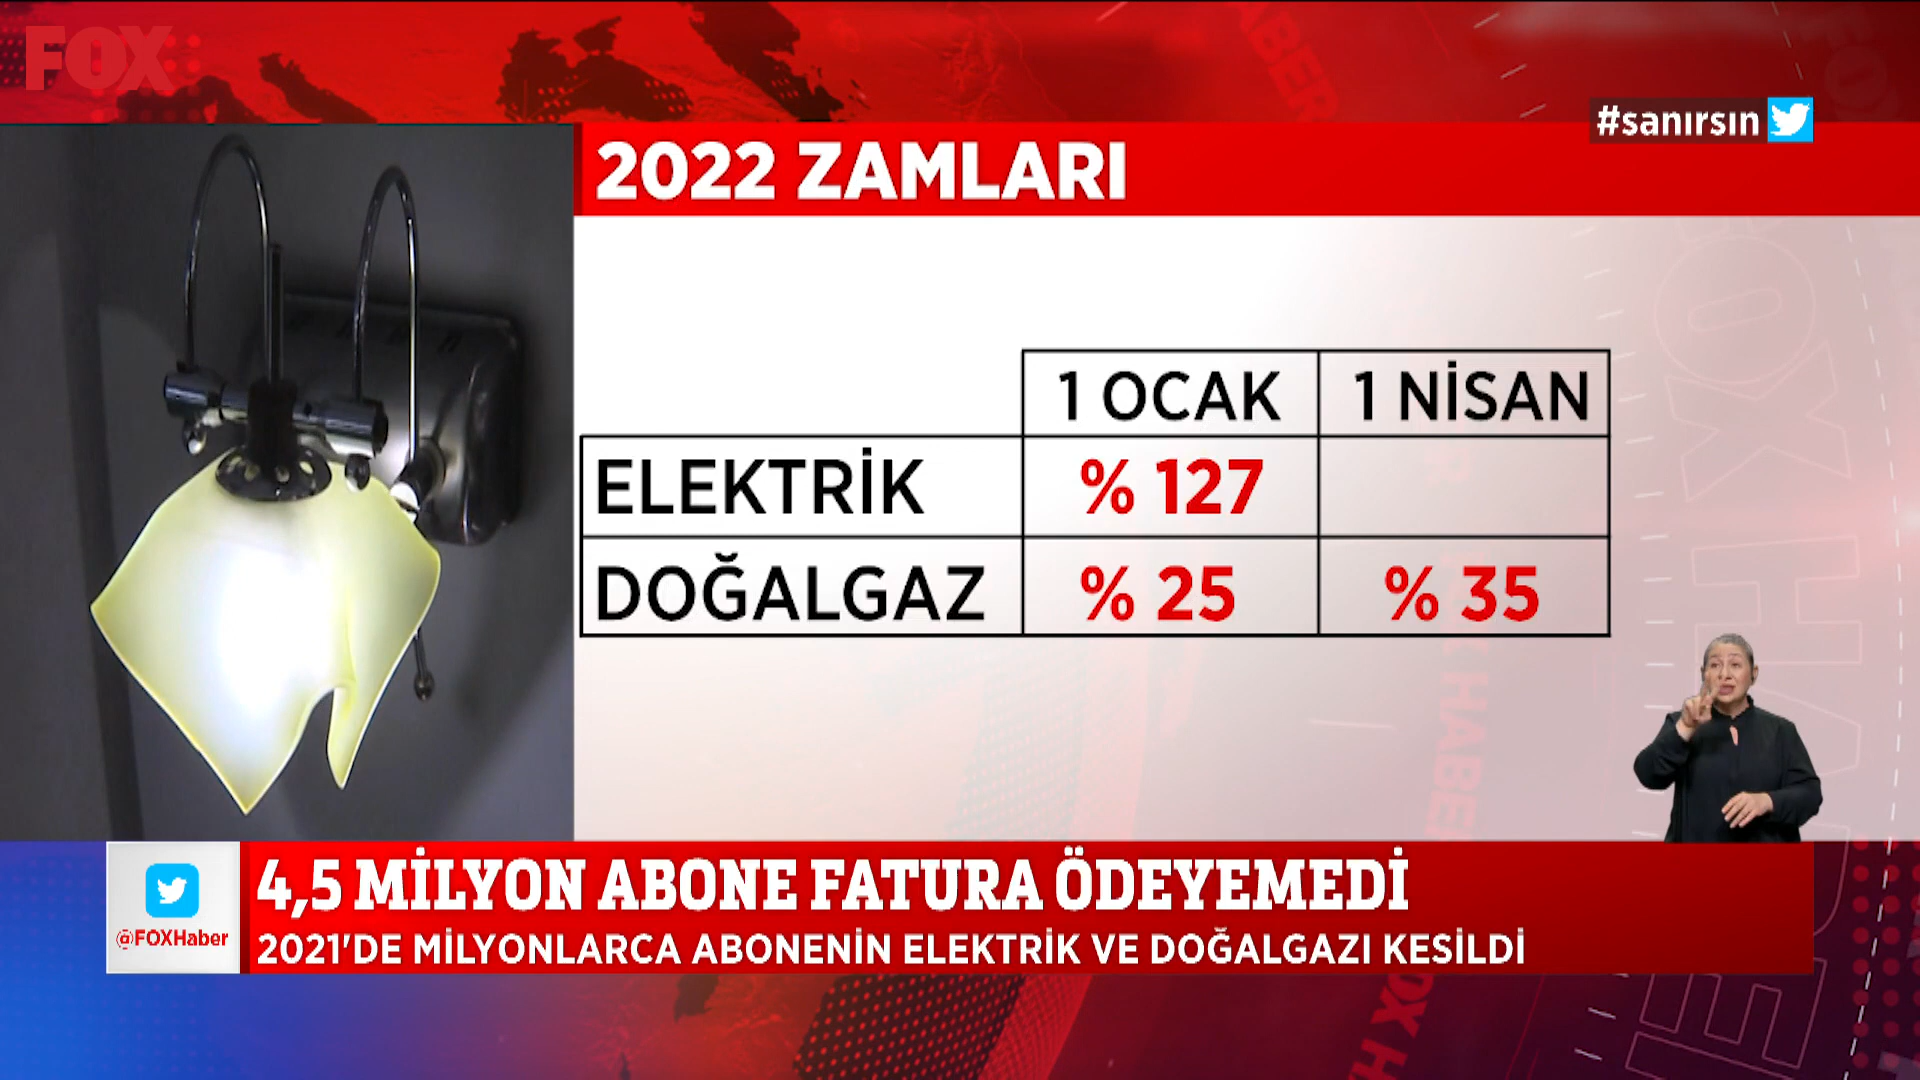 FOX
#sanırsın
2022 ZAMLARI
1 OCAK 1 NİSAN
ELEKTRİK % 127
DOĞALGAZ % 25 % 35
4,5 MİLYON ABONE FATURA ÖDEYEMEDİ
@FOXHaber
2021'DE MİLYONLARCA ABONENİN ELEKTRİK VE DOĞALGAZI KESİLDİ